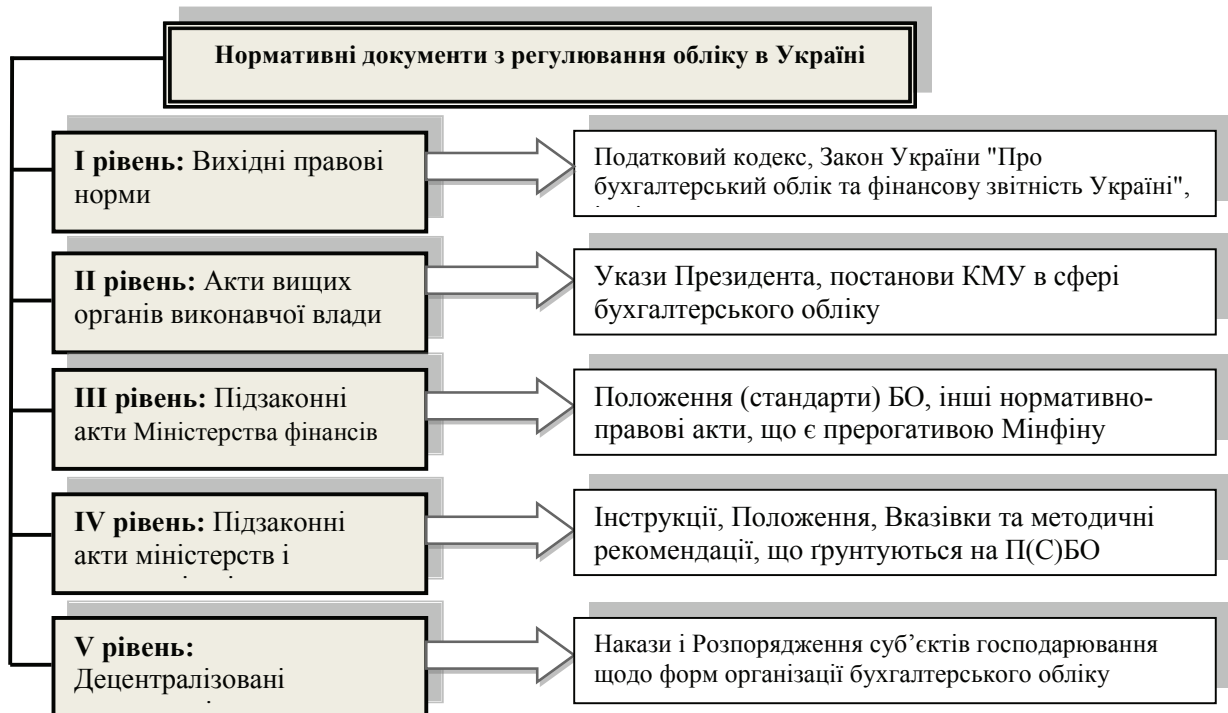 Нормативні документи з регулювання обліку в Україні
І рівень: Вихідні правові
норми
Податковий кодекс, Закон України "Про
бухгалтерський облік та фінансову звітність Україні",
ІІ рівень: Акти вищих
органів виконавчої влади
Укази Президента, постанови КМУ в сфері
бухгалтерського обліку
ІІІ рівень: Підзаконні
акти Міністерства фінансів
Положення (стандарти) БО, інші нормативно-
правові акти, що є прерогативою Мінфіну
IV рівень: Підзаконні
акти міністерств і
Інструкції, Положення, Вказівки та методичні
рекомендації, що ґрунтуються на П(С)БО
V рівень:
Децентралізовані
Накази і Розпорядження суб’єктів господарювання
щодо форм організації бухгалтерського обліку